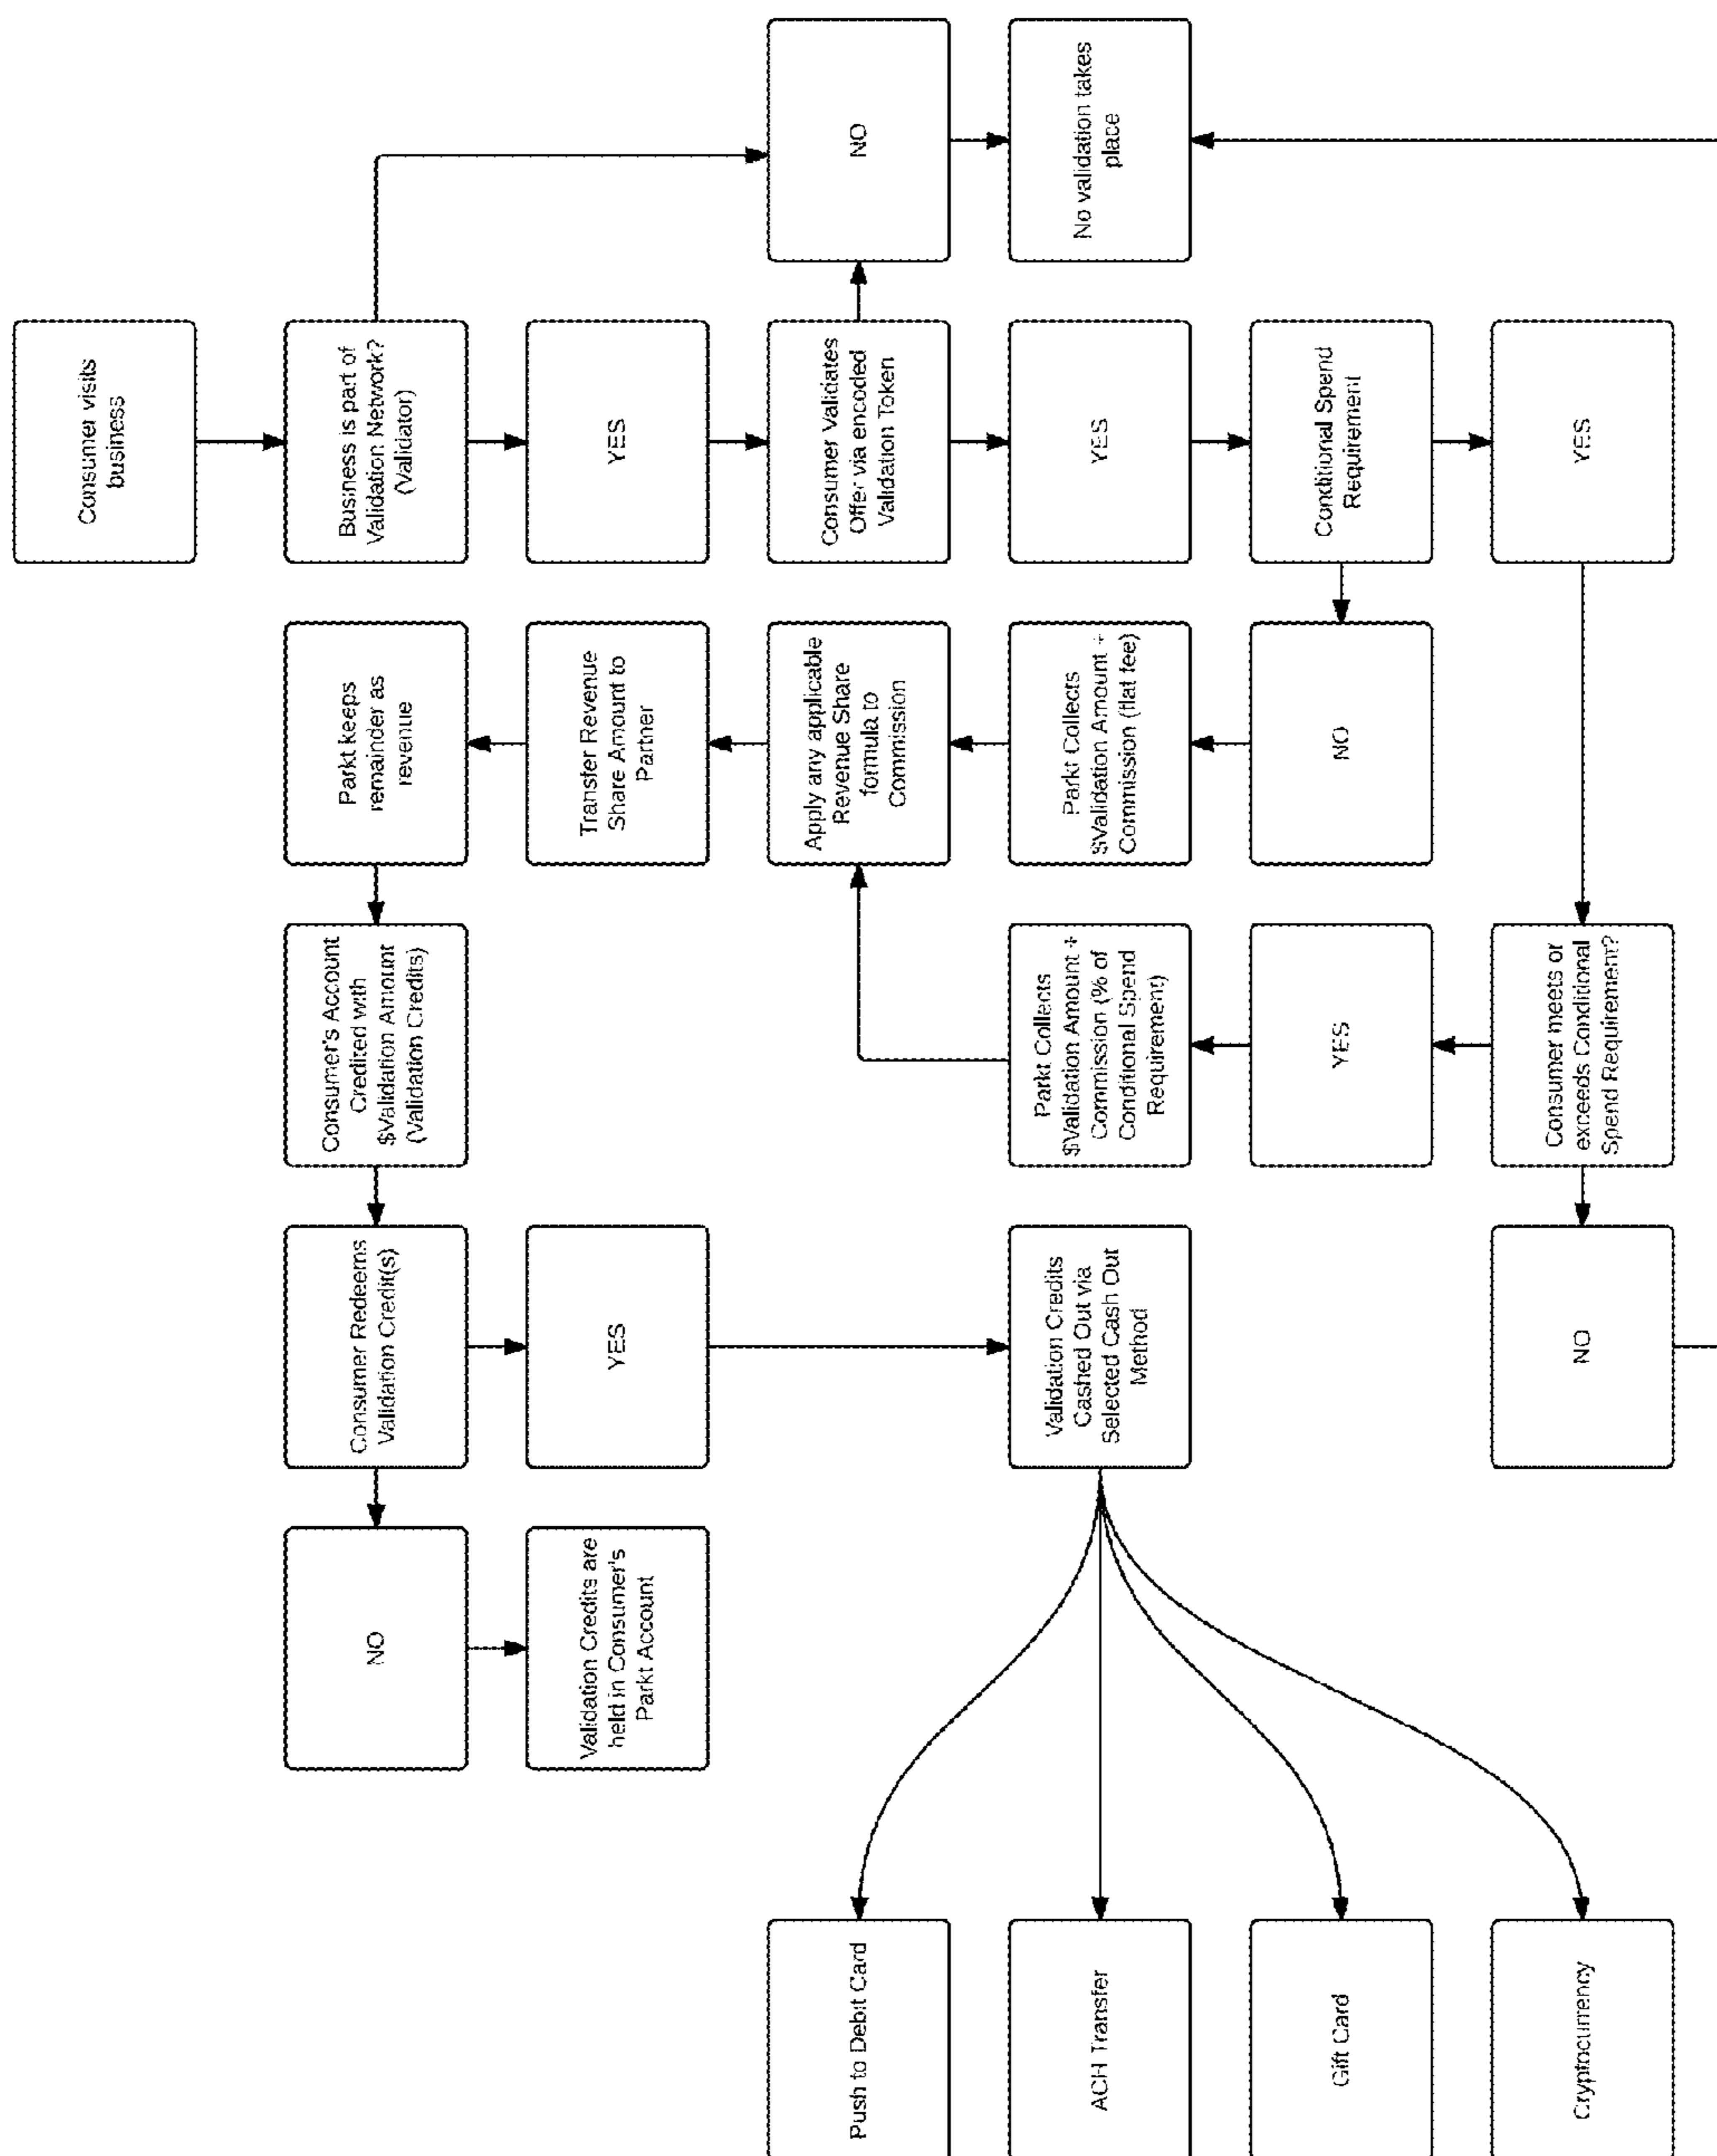 Consumer visits
business
Business is part of
Validation Network?
(Validator)
YES
Consumer Validates
Offer via encoded
Validation Token
NO
No validation takes
place
YES
Conditional Spend
Requirement
YES
NO
Parkt Collects
$Validation Amount +
Commission (flat fee)
Apply any applicable
Revenue Share
formula to
Commission
Transfer Revenue
Share Amount to
Partner
Parkt keeps
remainder as
revenue
Consumer meets or
exceeds Conditional
Spend Requirement?
YES
Parkt Collects
$Validation Amount +
Commission (% of
Conditional Spend
Requirement)
NO
Consumer's Account
Credited with
$Validation Amount
(Validation Credits)
Consumer Redeems
Validation Credit(s)
YES
Validation Credits
Cashed Out via
Selected Cash Out
Method
NO
Validation Credits are
held in Consumer's
Parkt Account
Push to Debit Card
ACH Transfer
Gift Card
Cryptocurrency